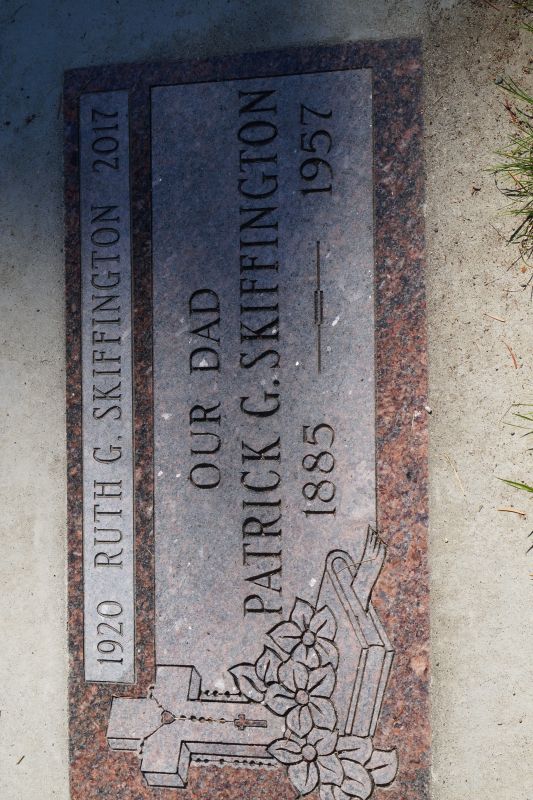 1920 RUTH G. SKIFFINGTON 2017
OUR DAD
PATRICK G. SKIFFINGTON
1885 1957